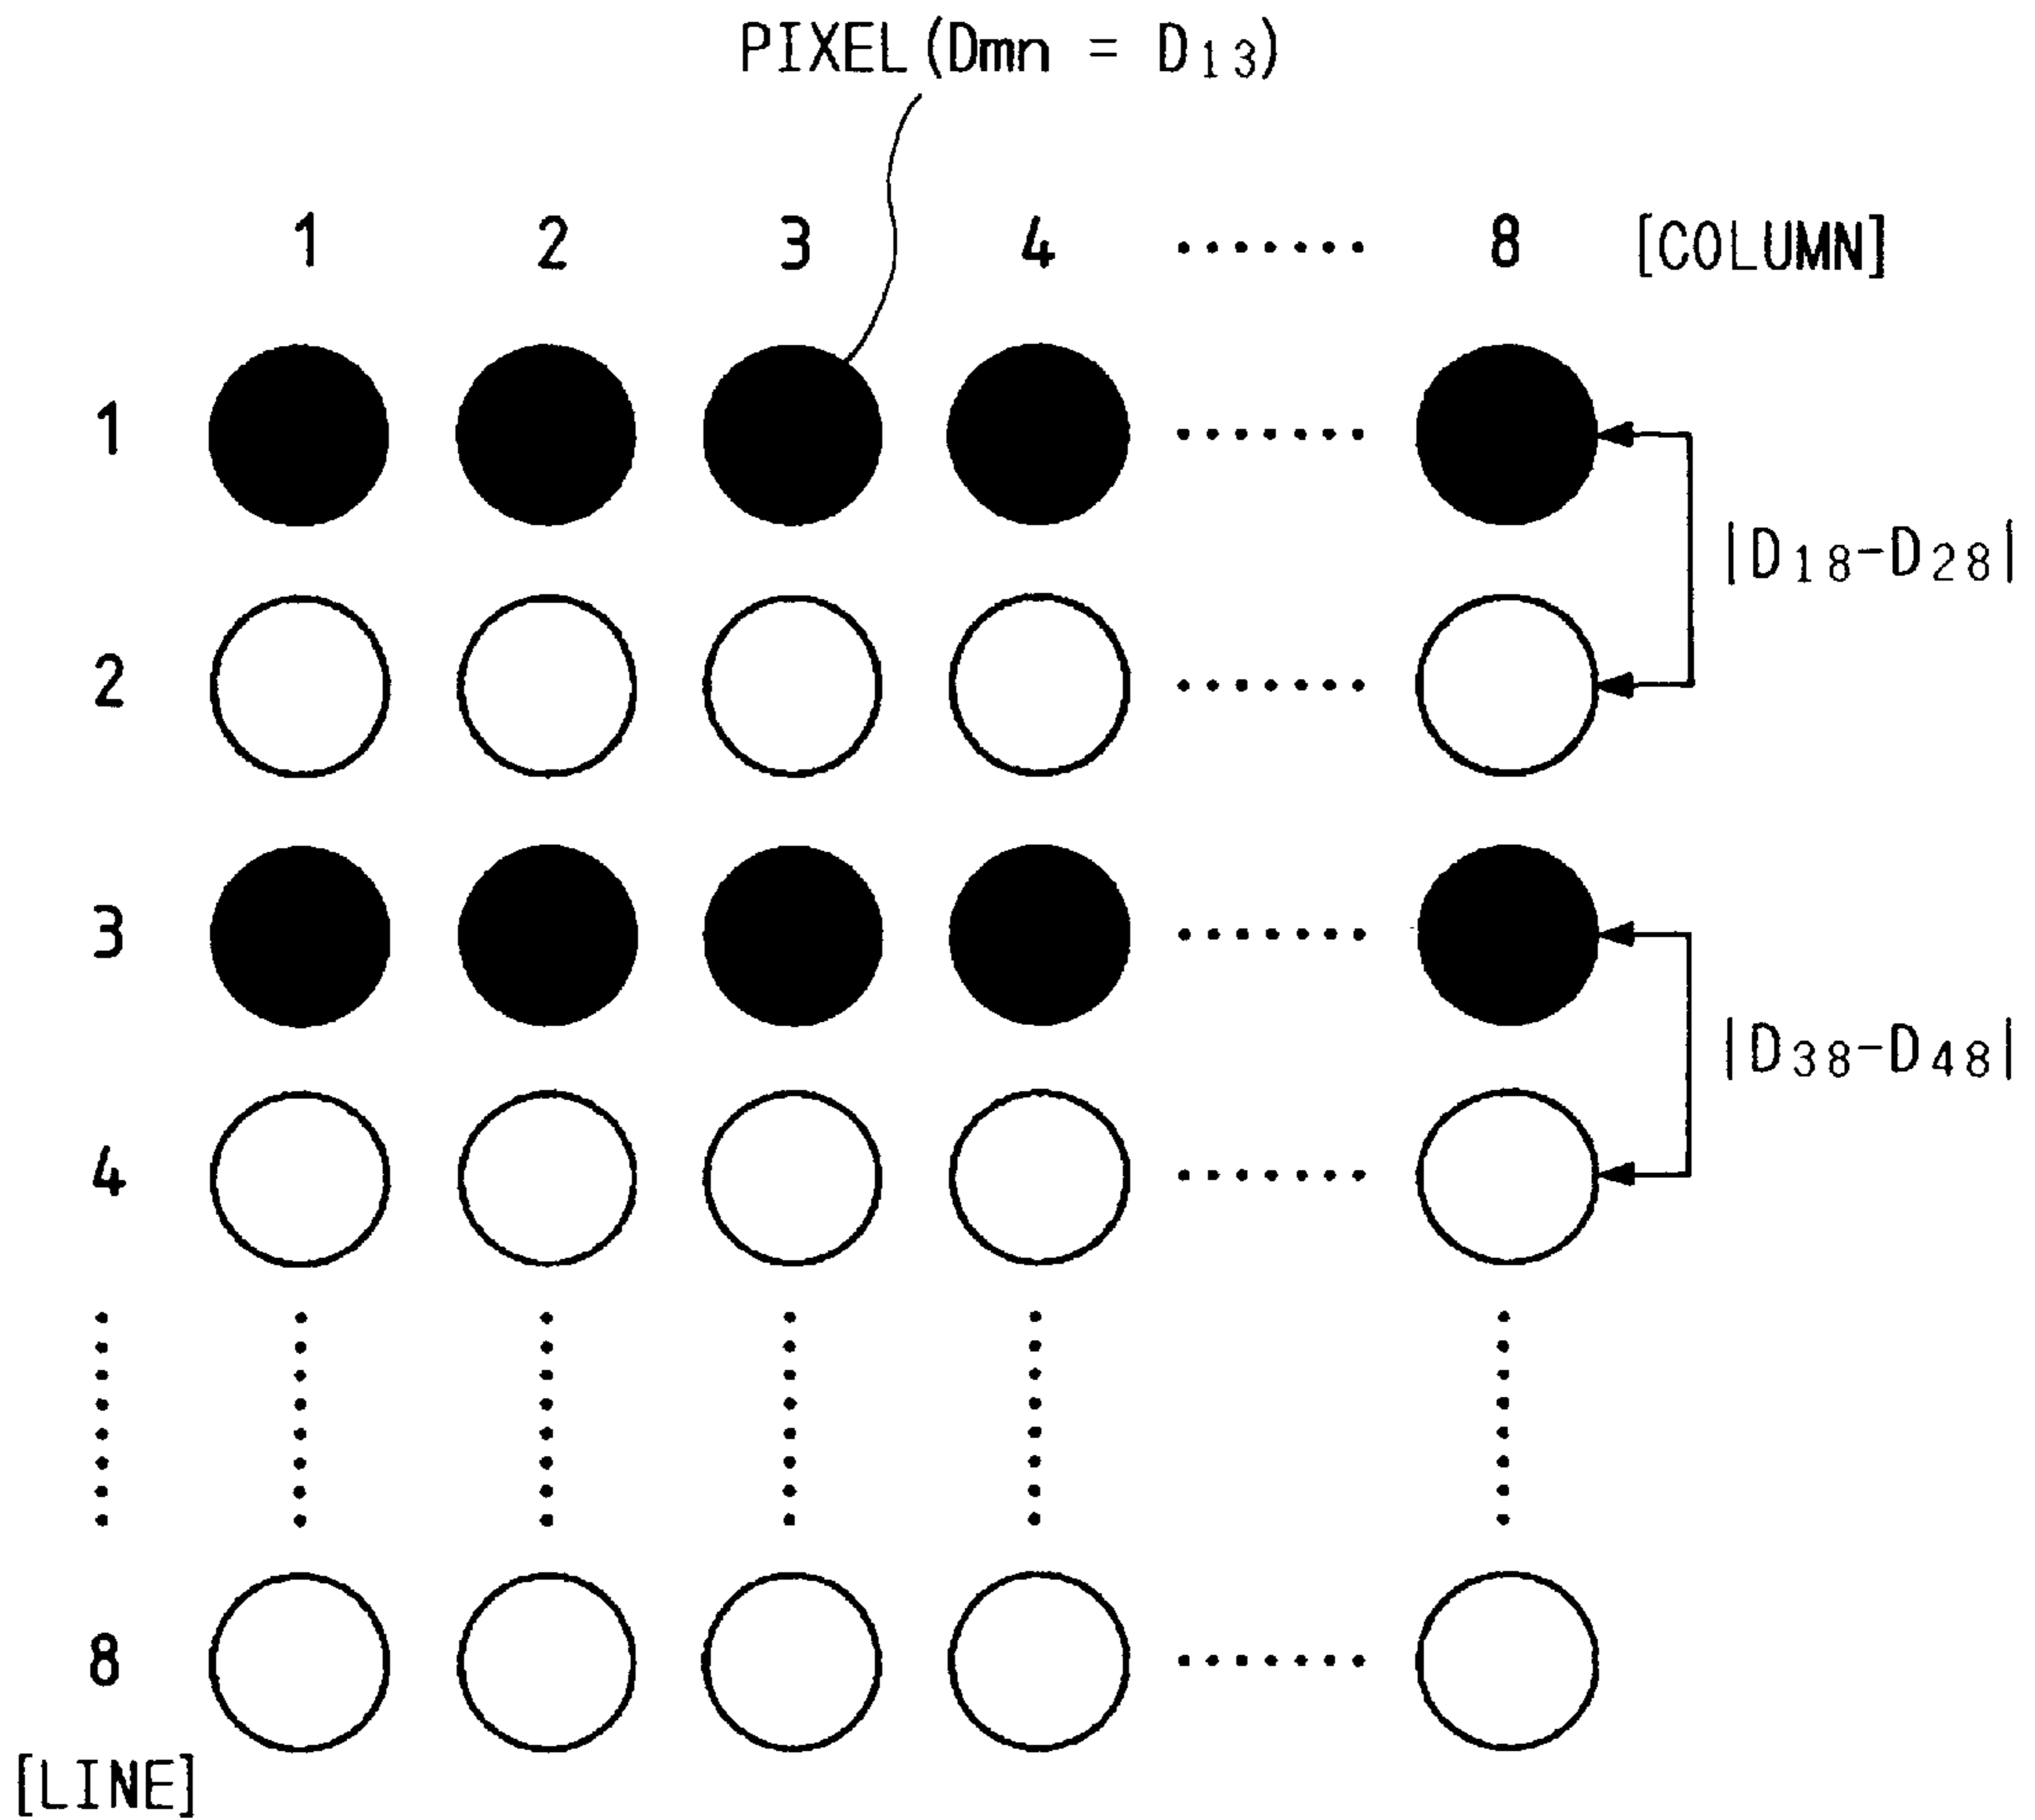 PIXEL(Dmn = D₁₃)
1 2 3 4 ······· 8 [COLUMN]
1 ·······
|D₁₈-D₂₈|
2 ·······
3 ·······
|D₃₈-D₄₈|
4 ·······
8 ·······
[LINE]